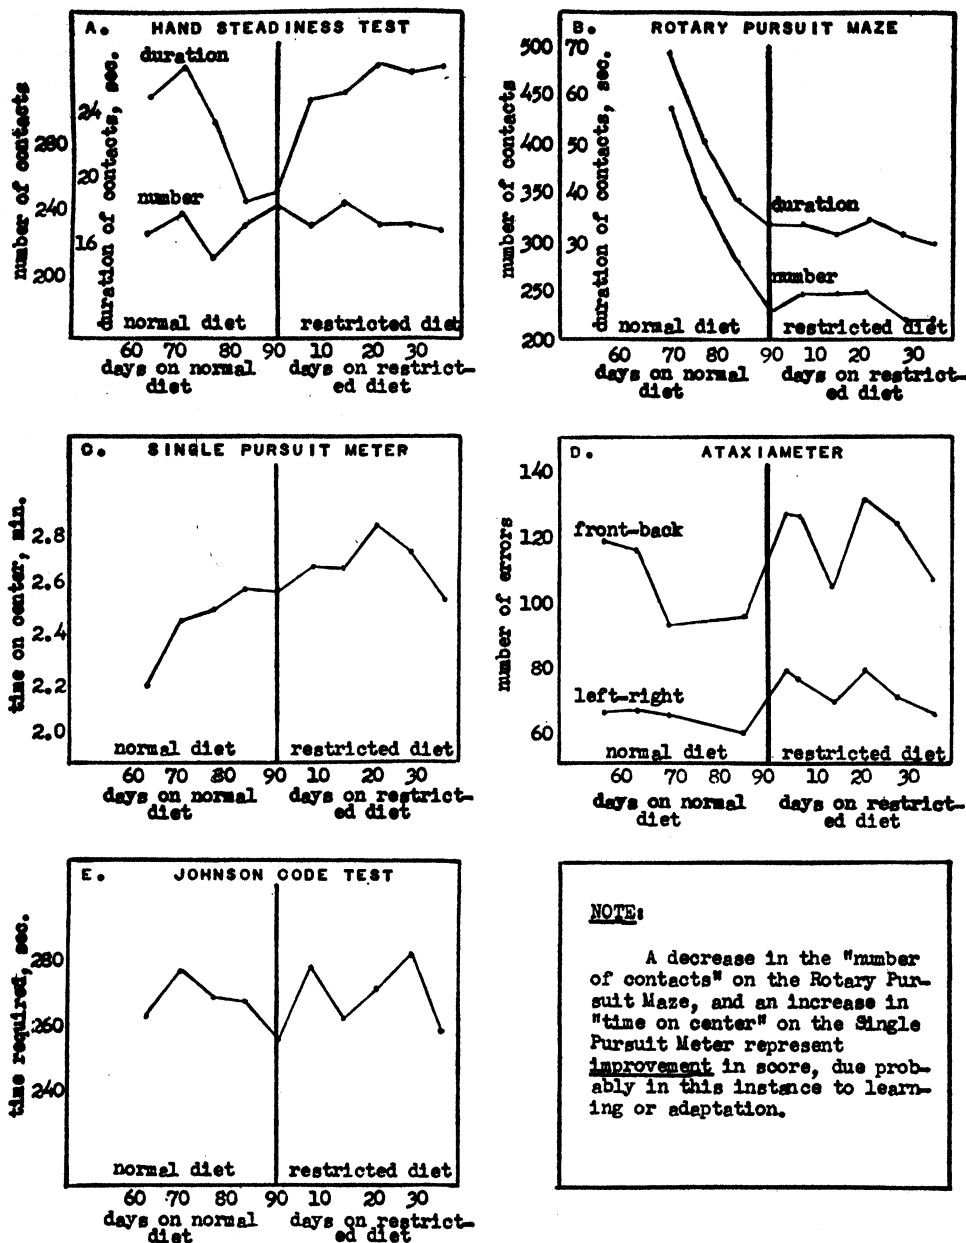 A. HAND STEADINESS TEST
duration
number
number of contacts
duration of contacts, sec.
280
240
200
24
20
16
normal diet
restricted diet
60 70 80 90 10 20 30
days on normal
diet
days on restrict-
ed diet
B. ROTARY PURSUIT MAZE
number of contacts
duration of contacts, sec.
500 70
450 60
400 50
350 40
300 30
250
200
duration
number
normal diet
restricted diet
60 70 80 90 10 20 30
days on normal
diet
days on restrict-
ed diet
C. SINGLE PURSUIT METER
time on center, min.
2.8
2.6
2.4
2.2
2.0
normal diet
restricted diet
60 70 80 90 10 20 30
days on normal
diet
days on restrict-
ed diet
D. ATAXIAMETER
number of errors
140
120
100
80
60
front-back
left-right
normal diet
restricted diet
60 70 80 90 10 20 30
days on normal
diet
days on restrict-
ed diet
E. JOHNSON CODE TEST
time required, sec.
280
260
240
normal diet
restricted diet
60 70 80 90 10 20 30
days on normal
diet
days on restrict-
ed diet
NOTE:
A decrease in the "number
of contacts" on the Rotary Pur-
suit Maze, and an increase in
"time on center" on the Single
Pursuit Meter represent
improvement in score, due prob-
ably in this instance to learn-
ing or adaptation.